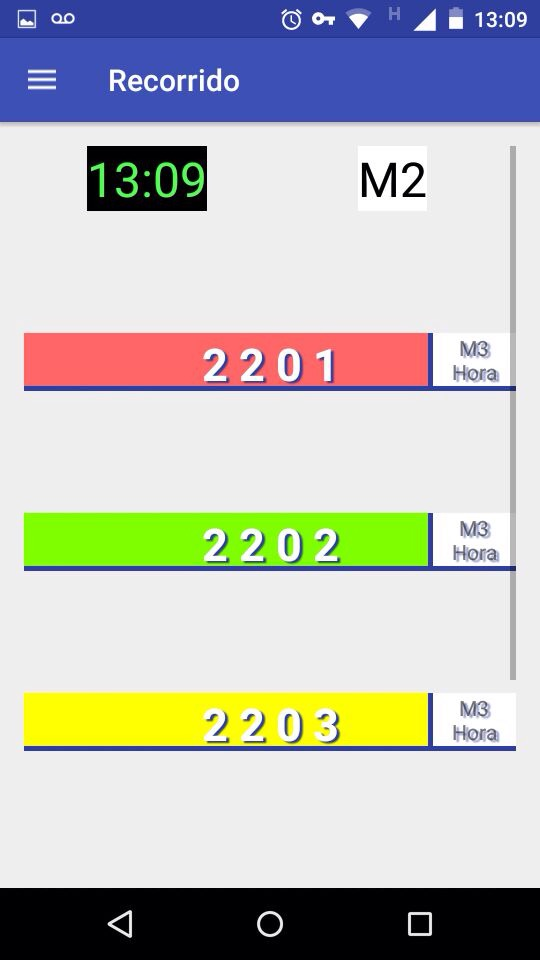 H 13:09
Recorrido
13:09 M2
2201 M3
Hora
2202 M3
Hora
2203 M3
Hora